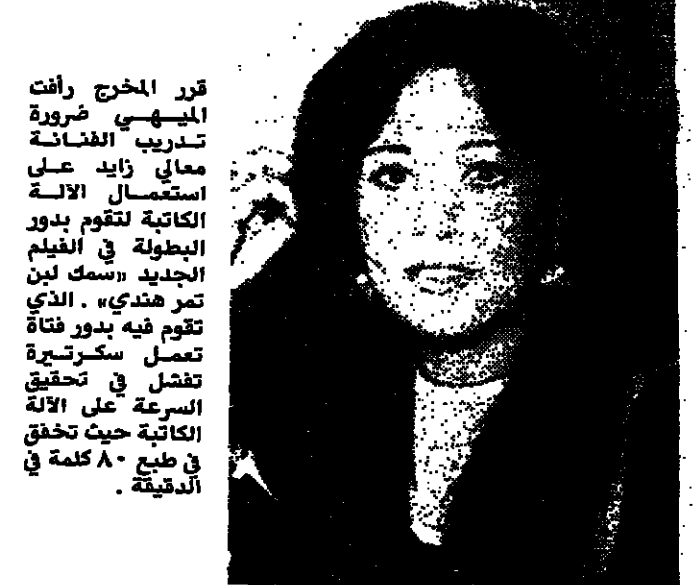 قرر المخرج رأفت
الميهي ضرورة
تدريب الفنانة
معالي زايد على
استعمال الآلة
الكاتبة لتقوم بدور
البطولة في الفيلم
الجديد «سمك لبن
تمر هندي» . الذي
تقوم فيه بدور فتاة
تعمل سكرتيرة
تفشل في تحقيق
السرعة على الآلة
الكاتبة حيث تخفق
في طبع ٨٠ كلمة في
الدقيقة .